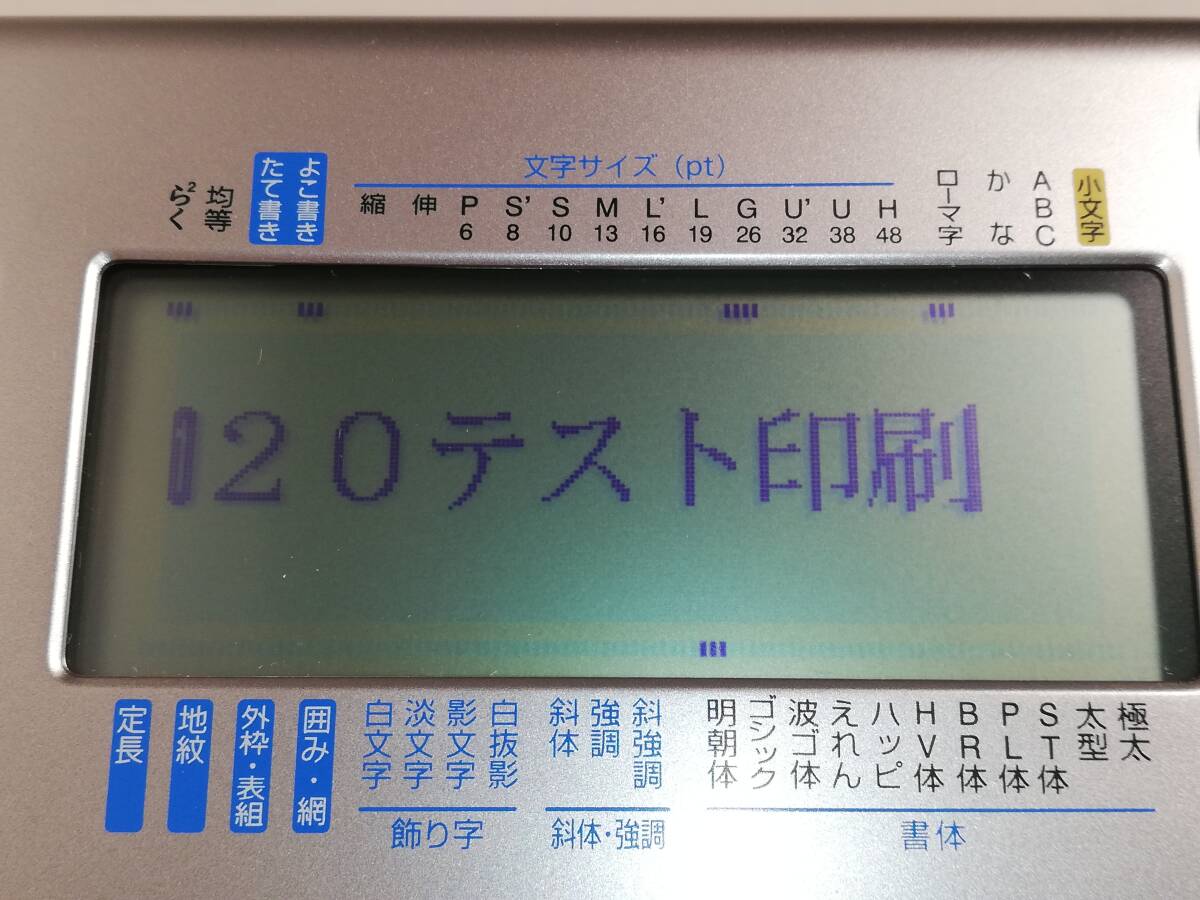 文字サイズ (pt)
らく²
均等
たて書き
よこ書き
縮 伸 P S' S M L' L G U' U H
6 8 10 13 16 19 26 32 38 48
ローマ字
かな
ABC
小文字
20テスト印刷
定長
地紋
外枠・表組
囲み・網
白文字
淡文字
影文字
白抜影
飾り字
斜体
強調
斜強調
斜体・強調
明朝体
ゴシック
波ゴ体
えれん
ハッピ
HV体
BR体
PL体
ST体
太型
極太
書体